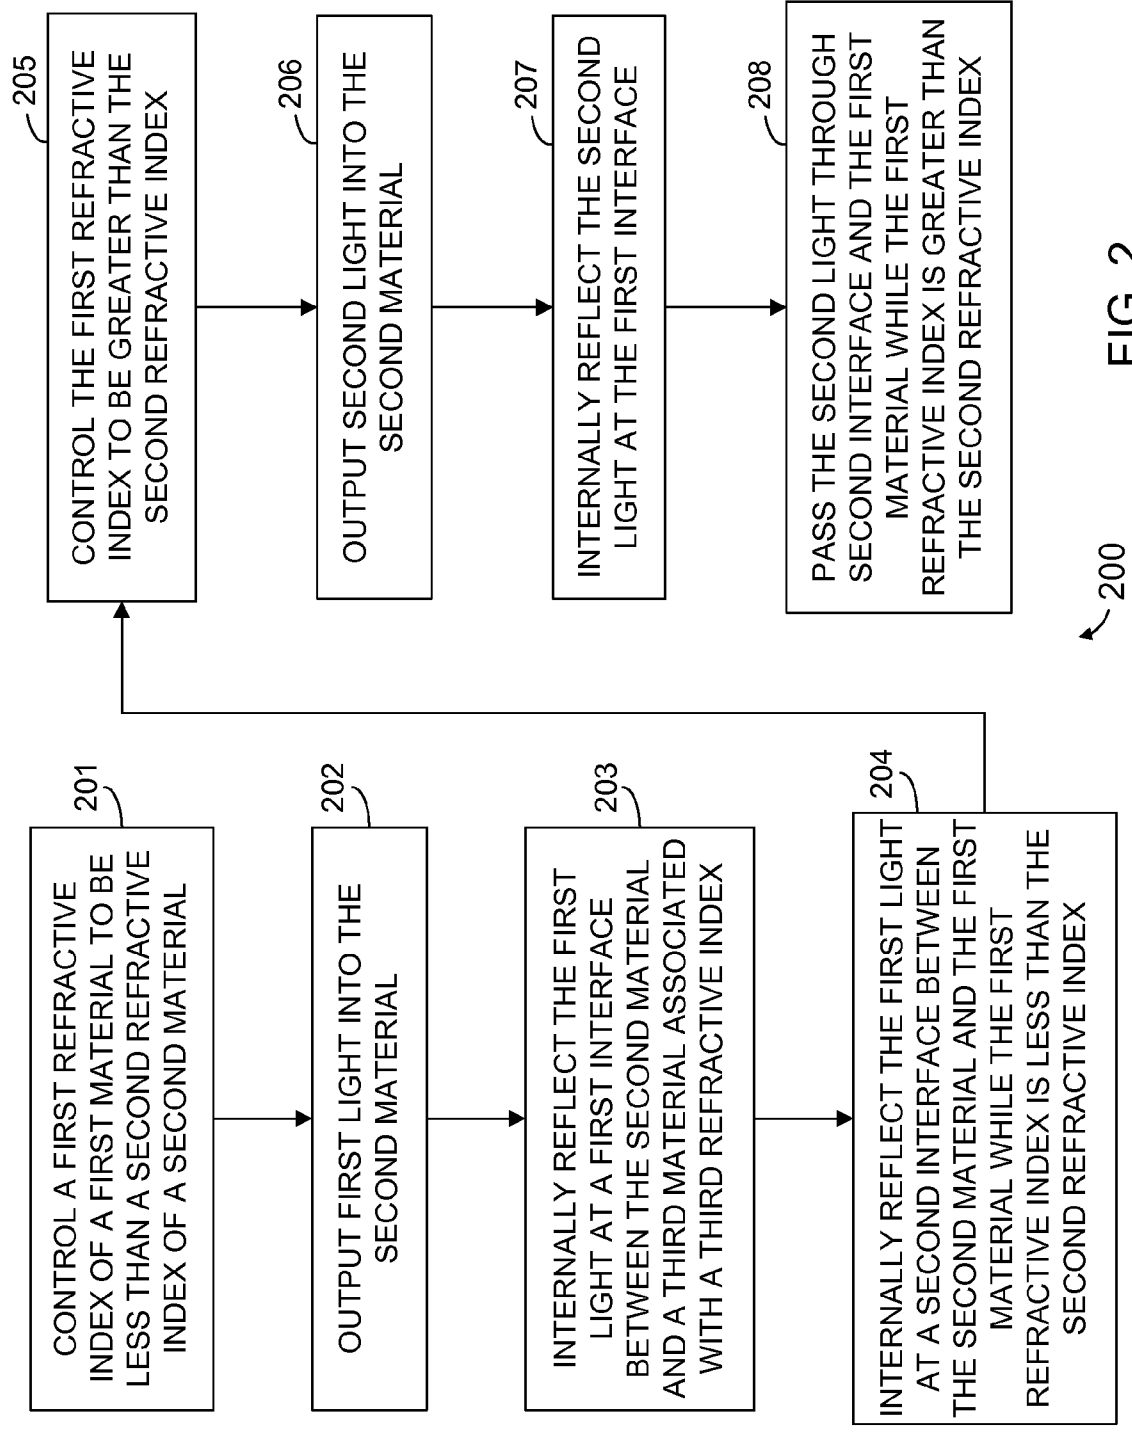 201
CONTROL A FIRST REFRACTIVE
INDEX OF A FIRST MATERIAL TO BE
LESS THAN A SECOND REFRACTIVE
INDEX OF A SECOND MATERIAL
202
OUTPUT FIRST LIGHT INTO THE
SECOND MATERIAL
203
INTERNALLY REFLECT THE FIRST
LIGHT AT A FIRST INTERFACE
BETWEEN THE SECOND MATERIAL
AND A THIRD MATERIAL ASSOCIATED
WITH A THIRD REFRACTIVE INDEX
204
INTERNALLY REFLECT THE FIRST LIGHT
AT A SECOND INTERFACE BETWEEN
THE SECOND MATERIAL AND THE FIRST
MATERIAL WHILE THE FIRST
REFRACTIVE INDEX IS LESS THAN THE
SECOND REFRACTIVE INDEX
205
CONTROL THE FIRST REFRACTIVE
INDEX TO BE GREATER THAN THE
SECOND REFRACTIVE INDEX
206
OUTPUT SECOND LIGHT INTO THE
SECOND MATERIAL
207
INTERNALLY REFLECT THE SECOND
LIGHT AT THE FIRST INTERFACE
208
PASS THE SECOND LIGHT THROUGH
SECOND INTERFACE AND THE FIRST
MATERIAL WHILE THE FIRST
REFRACTIVE INDEX IS GREATER THAN
THE SECOND REFRACTIVE INDEX
200
FIG. 2